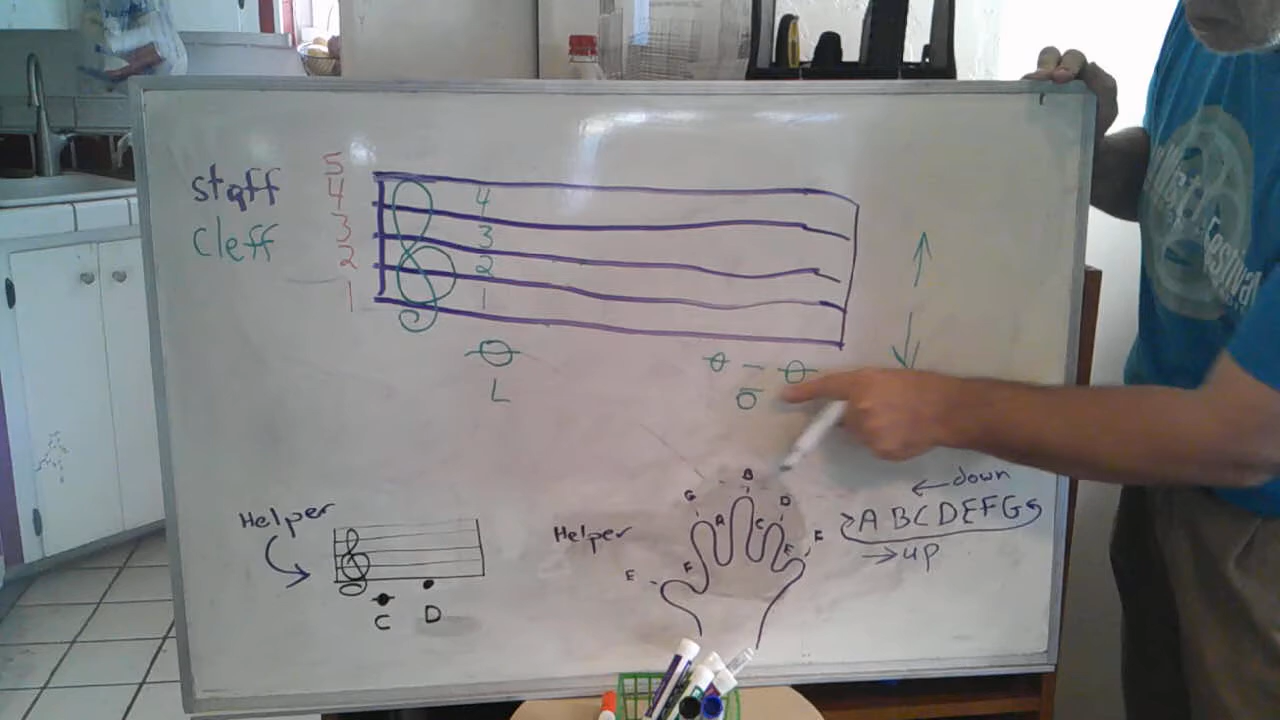 staff
Cleff
5
4
3
2
1
4
3
2
1
L
Helper
C D
Helper
E F G A B C D E F
down
A B C D E F G
up